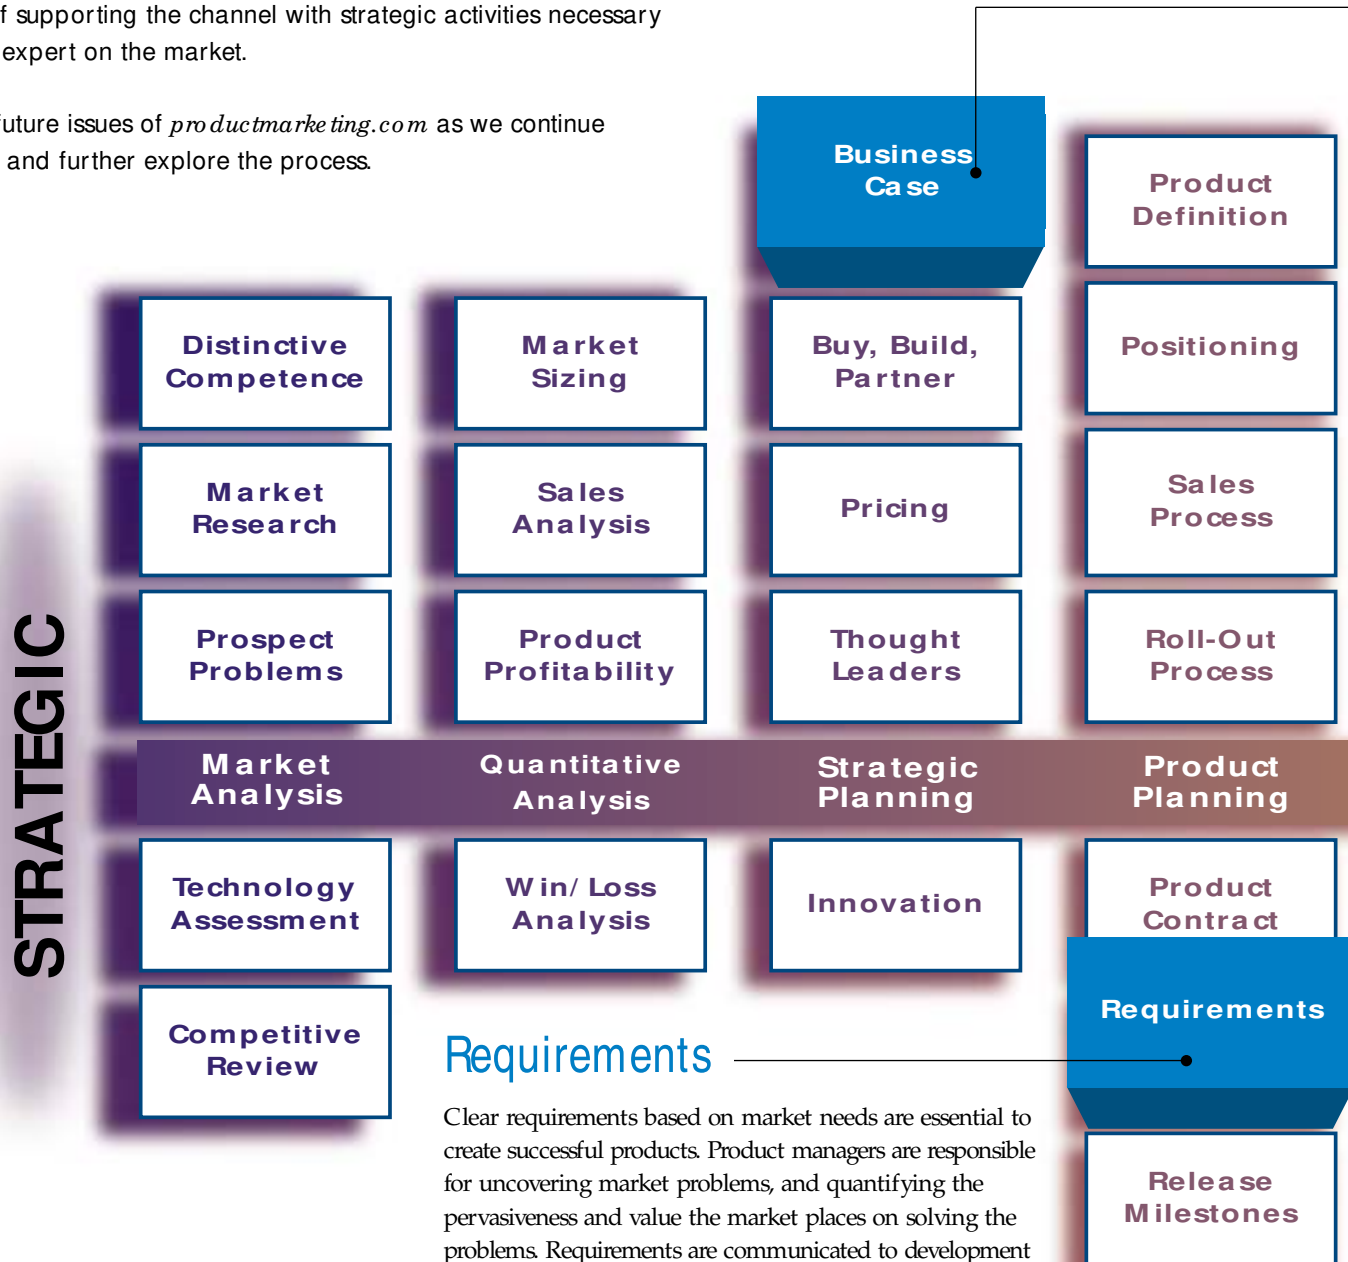 f supporting the channel with strategic activities necessary
expert on the market.
future issues of productmarketing.com as we continue
and further explore the process.
Business
Case
Product
Definition
Distinctive
Competence
Market
Sizing
Buy, Build,
Partner
Positioning
Market
Research
Sales
Analysis
Pricing
Sales
Process
Prospect
Problems
Product
Profitability
Thought
Leaders
Roll-Out
Process
STRATEGIC
Market
Analysis
Quantitative
Analysis
Strategic
Planning
Product
Planning
Technology
Assessment
Win/Loss
Analysis
Innovation
Product
Contract
Competitive
Review
Requirements
Requirements
Clear requirements based on market needs are essential to
create successful products. Product managers are responsible
for uncovering market problems, and quantifying the
pervasiveness and value the market places on solving the
problems. Requirements are communicated to development
Release
Milestones